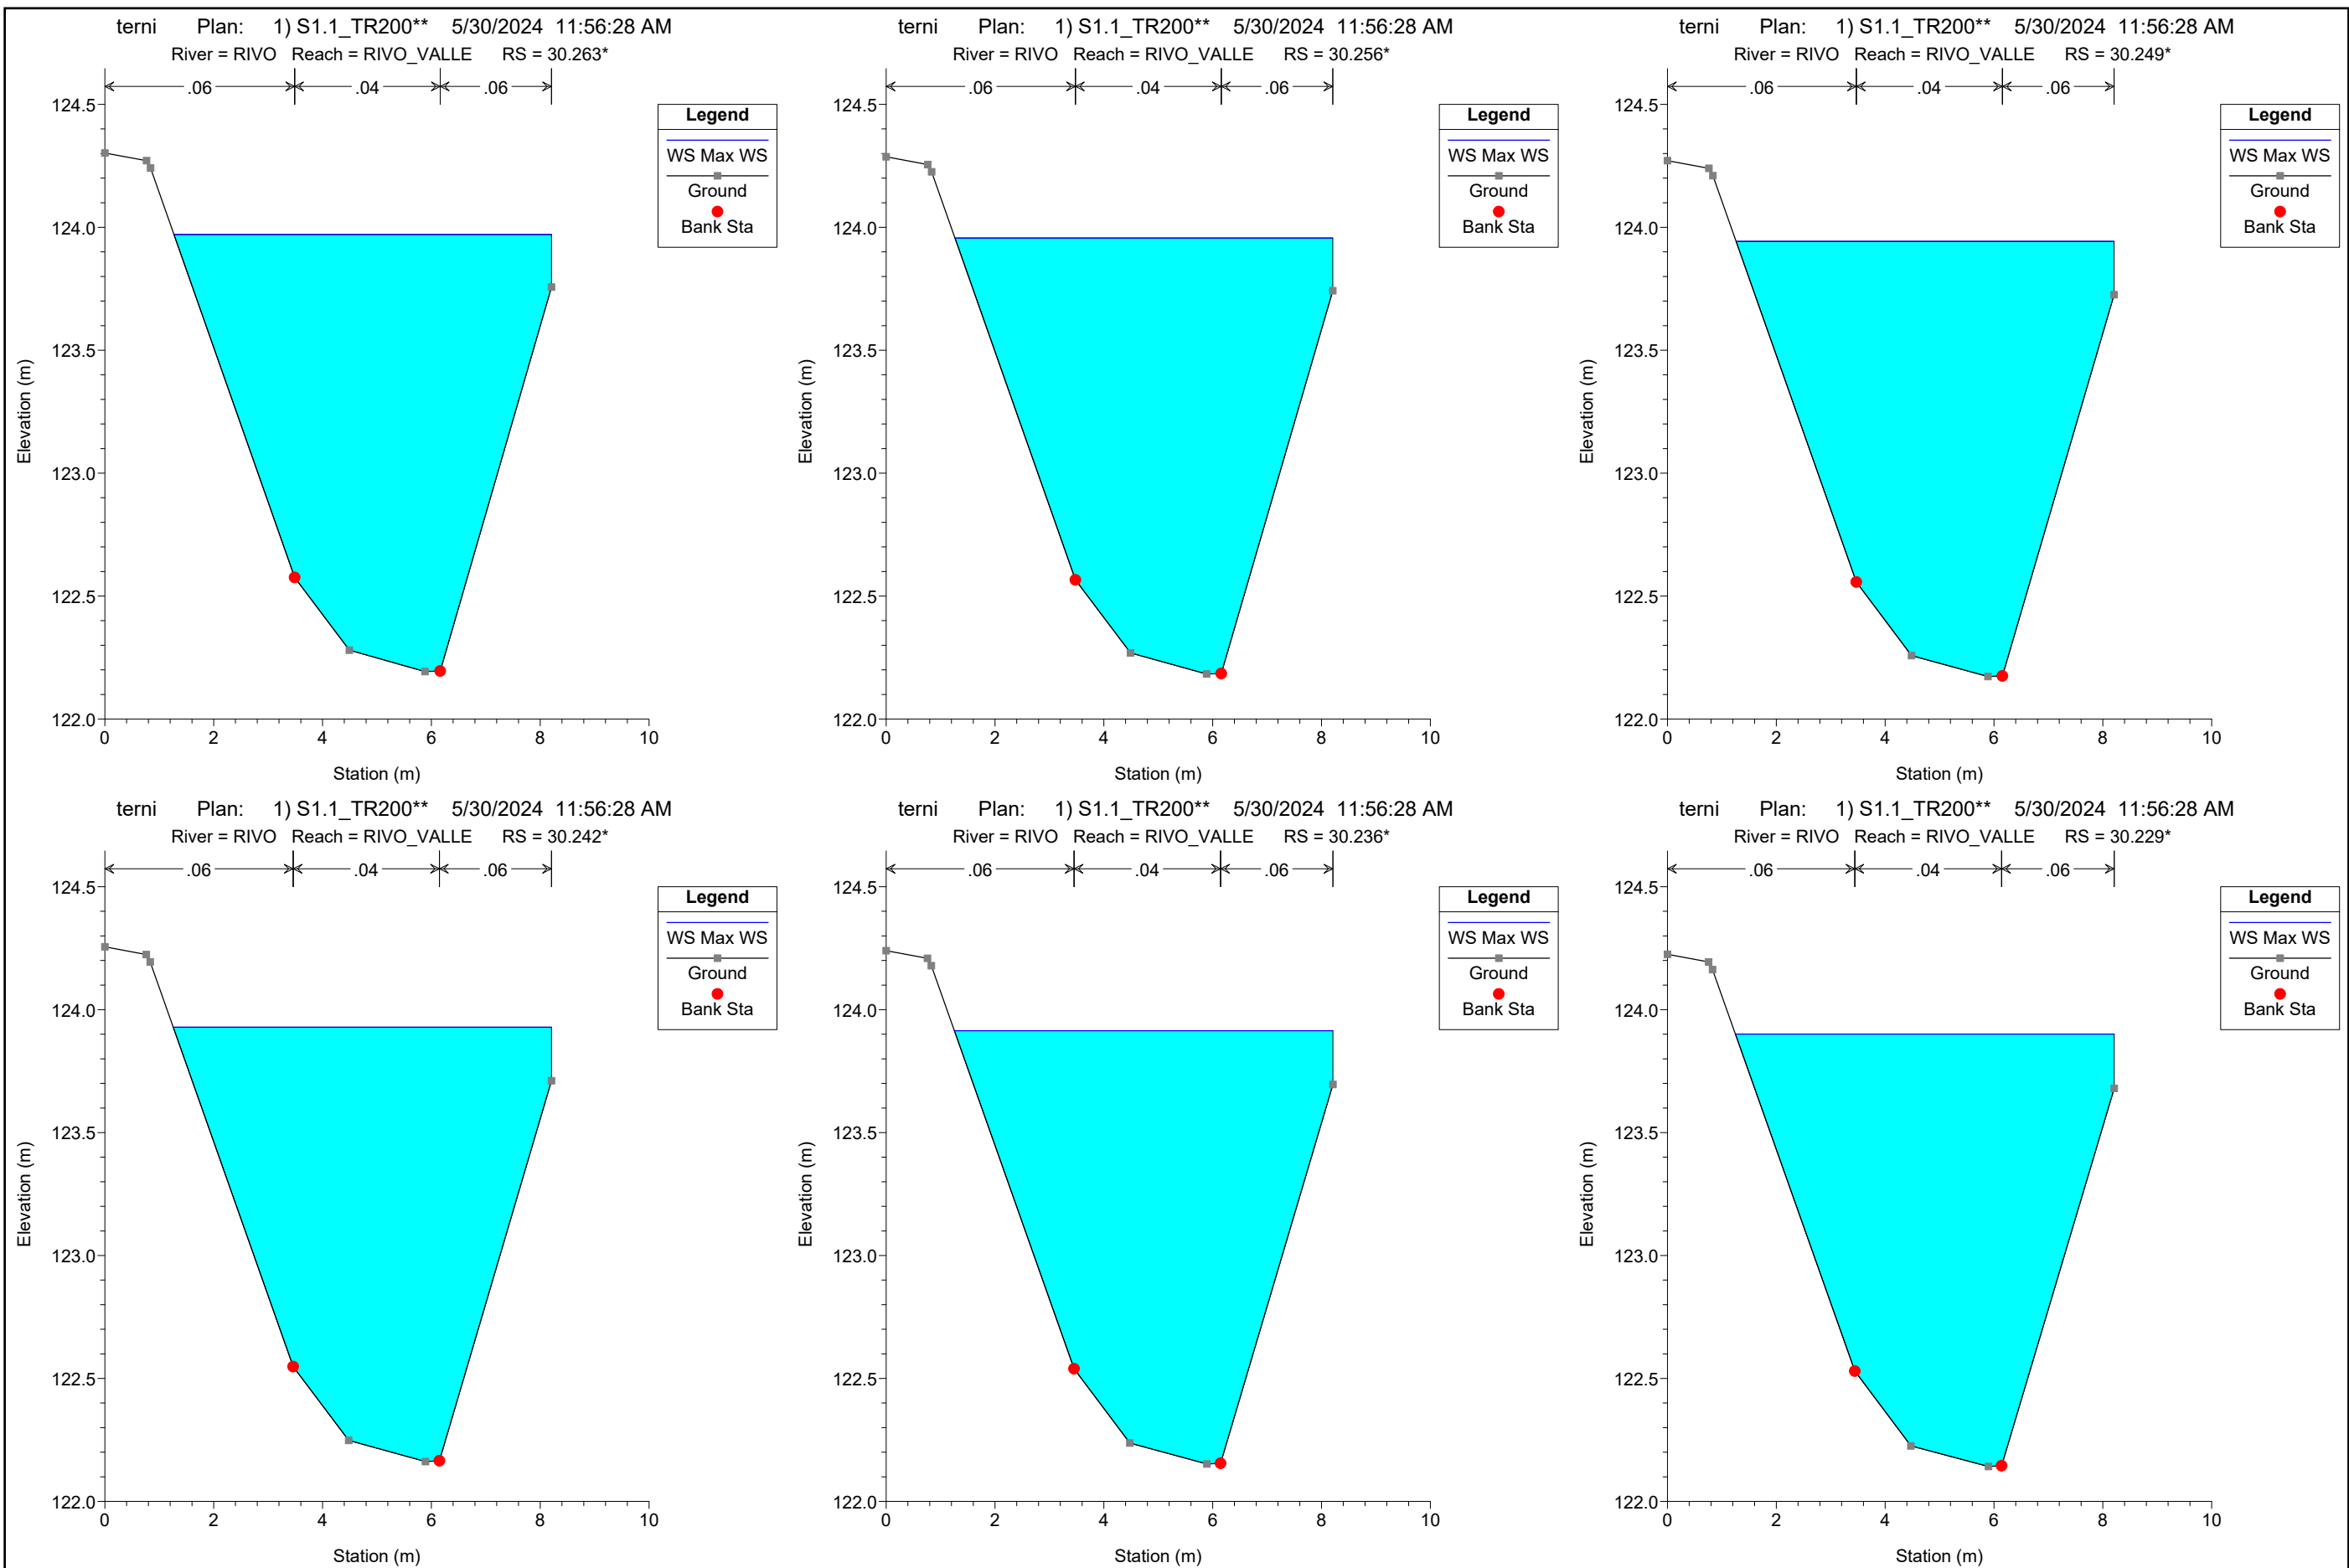 terni Plan: 1) S1.1_TR200** 5/30/2024 11:56:28 AM
River = RIVO Reach = RIVO_VALLE RS = 30.263*
.06 .04 .06
124.5
124.0
123.5
123.0
122.5
122.0
0 2 4 6 8 10
Station (m)
Elevation (m)
Legend
WS Max WS
Ground
Bank Sta
terni Plan: 1) S1.1_TR200** 5/30/2024 11:56:28 AM
River = RIVO Reach = RIVO_VALLE RS = 30.256*
.06 .04 .06
124.5
124.0
123.5
123.0
122.5
122.0
0 2 4 6 8 10
Station (m)
Elevation (m)
Legend
WS Max WS
Ground
Bank Sta
terni Plan: 1) S1.1_TR200** 5/30/2024 11:56:28 AM
River = RIVO Reach = RIVO_VALLE RS = 30.249*
.06 .04 .06
124.5
124.0
123.5
123.0
122.5
122.0
0 2 4 6 8 10
Station (m)
Elevation (m)
Legend
WS Max WS
Ground
Bank Sta
terni Plan: 1) S1.1_TR200** 5/30/2024 11:56:28 AM
River = RIVO Reach = RIVO_VALLE RS = 30.242*
.06 .04 .06
124.5
124.0
123.5
123.0
122.5
122.0
0 2 4 6 8 10
Station (m)
Elevation (m)
Legend
WS Max WS
Ground
Bank Sta
terni Plan: 1) S1.1_TR200** 5/30/2024 11:56:28 AM
River = RIVO Reach = RIVO_VALLE RS = 30.236*
.06 .04 .06
124.5
124.0
123.5
123.0
122.5
122.0
0 2 4 6 8 10
Station (m)
Elevation (m)
Legend
WS Max WS
Ground
Bank Sta
terni Plan: 1) S1.1_TR200** 5/30/2024 11:56:28 AM
River = RIVO Reach = RIVO_VALLE RS = 30.229*
.06 .04 .06
124.5
124.0
123.5
123.0
122.5
122.0
0 2 4 6 8 10
Station (m)
Elevation (m)
Legend
WS Max WS
Ground
Bank Sta